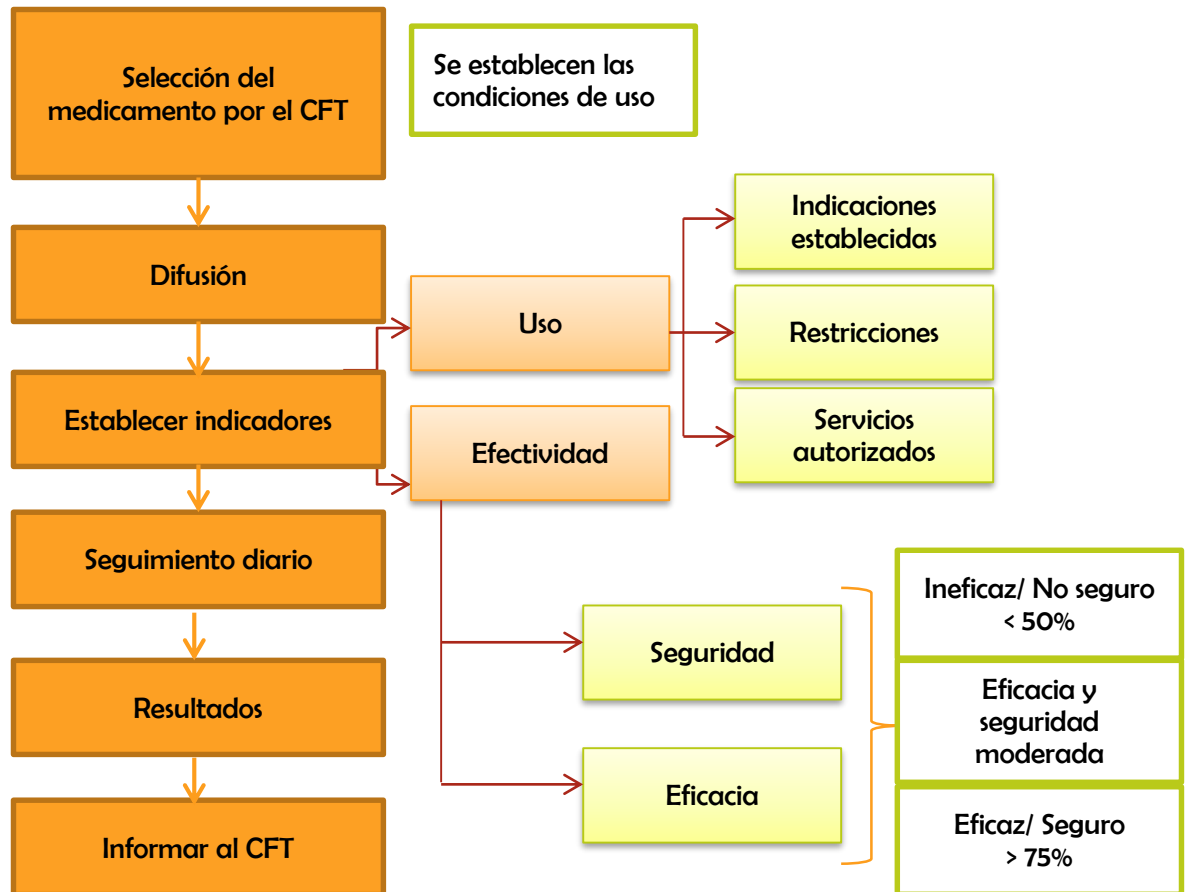 Selección del
medicamento por el CFT
Se establecen las
condiciones de uso
Difusión
Establecer indicadores
Seguimiento diario
Resultados
Informar al CFT
Uso
Efectividad
Indicaciones
establecidas
Restricciones
Servicios
autorizados
Seguridad
Eficacia
Ineficaz/ No seguro
< 50%
Eficacia y
seguridad
moderada
Eficaz/ Seguro
> 75%